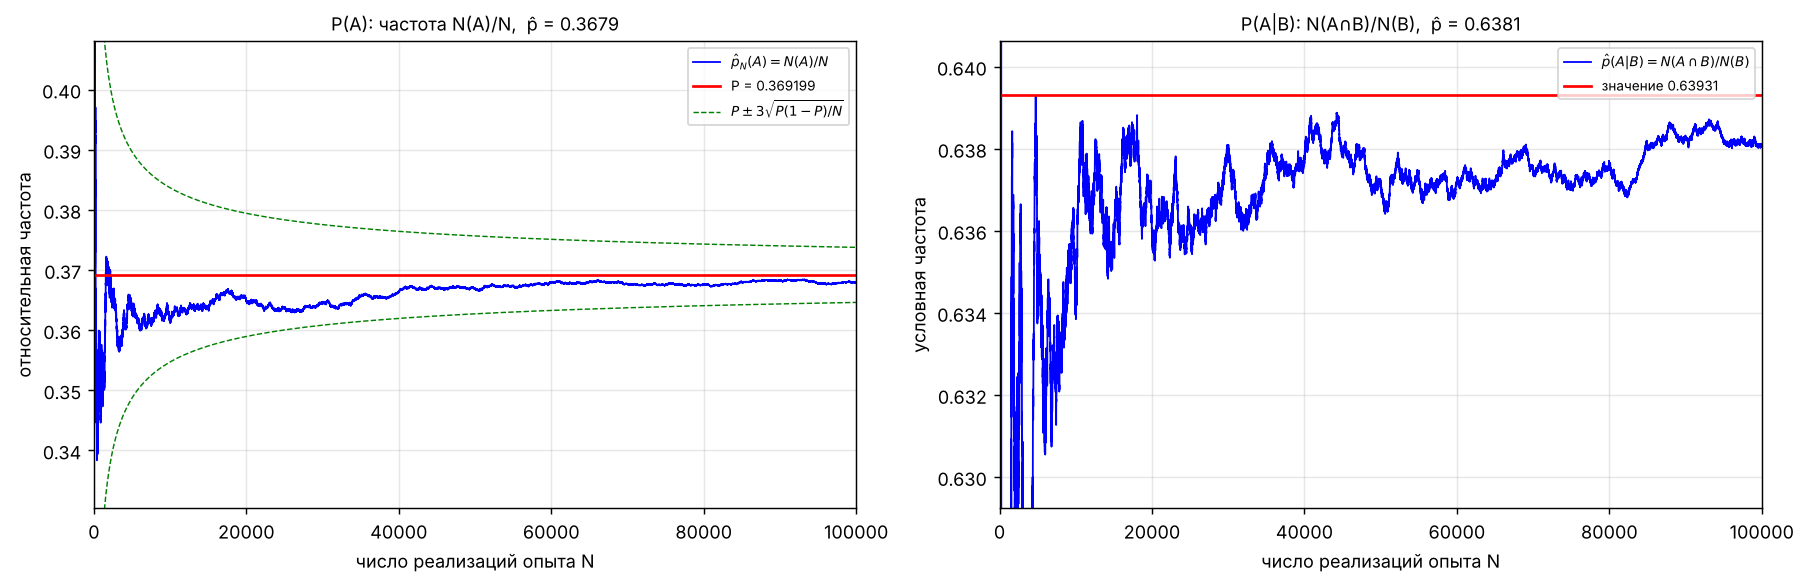 P(A): частота N(A)/N, p̂ = 0.3679
относительная частота
0.40
0.39
0.38
0.37
0.36
0.35
0.34
p̂_N(A) = N(A)/N
P = 0.369199
P ± 3√P(1 − P)/N
0
20000
40000
60000
80000
100000
число реализаций опыта N
P(A|B): N(A∩B)/N(B), p̂ = 0.6381
условная частота
0.640
0.638
0.636
0.634
0.632
0.630
p̂(A|B) = N(A ∩ B)/N(B)
значение 0.63931
0
20000
40000
60000
80000
100000
число реализаций опыта N